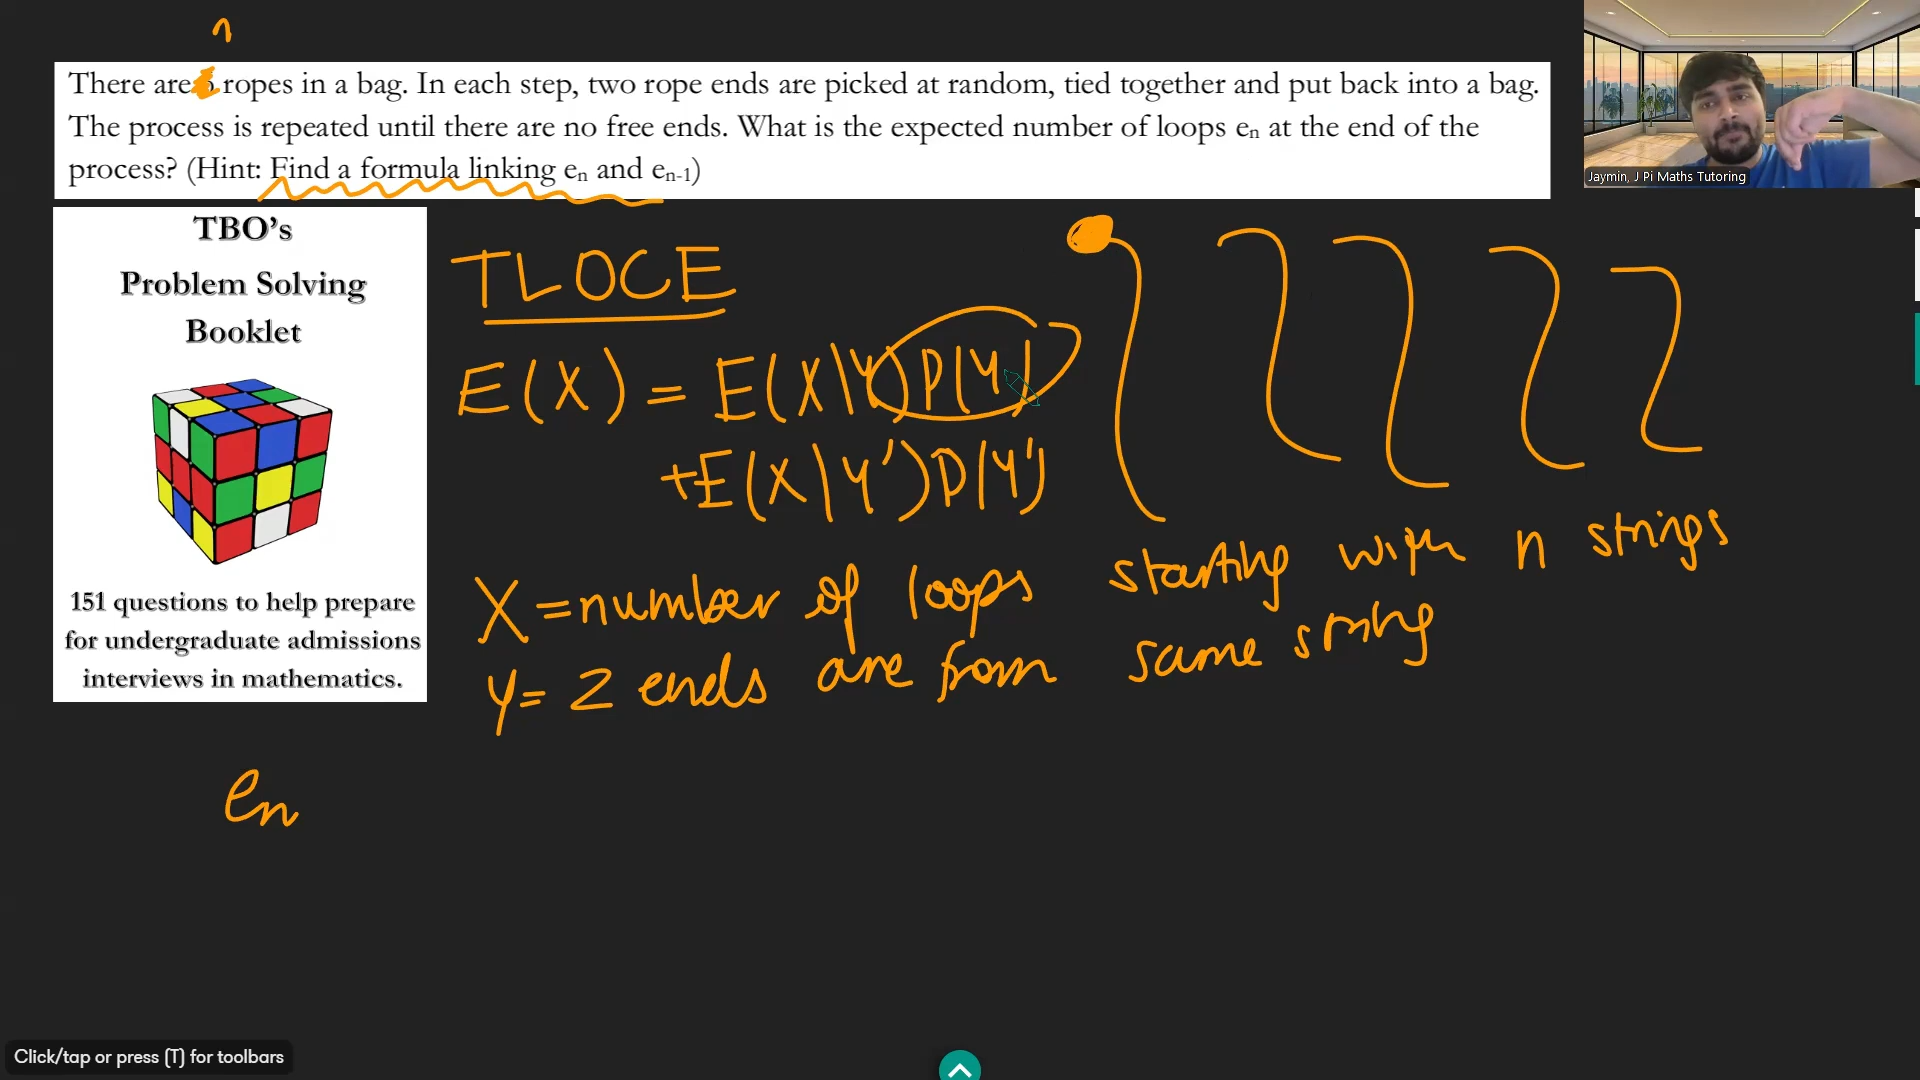 n
There are ropes in a bag. In each step, two rope ends are picked at random, tied together and put back into a bag.
The process is repeated until there are no free ends. What is the expected number of loops en at the end of the
process? (Hint: Find a formula linking en and en-1)
Jaymin, J Pi Maths Tutoring
TBO's
Problem Solving
Booklet
151 questions to help prepare
for undergraduate admissions
interviews in mathematics.
TLOCE
E(X) = E(X|Y)P(Y)
+E(X|Y')P(Y')
X = number of loops starting with n strings
Y = 2 ends are from same string
en
Click/tap or press (T) for toolbars